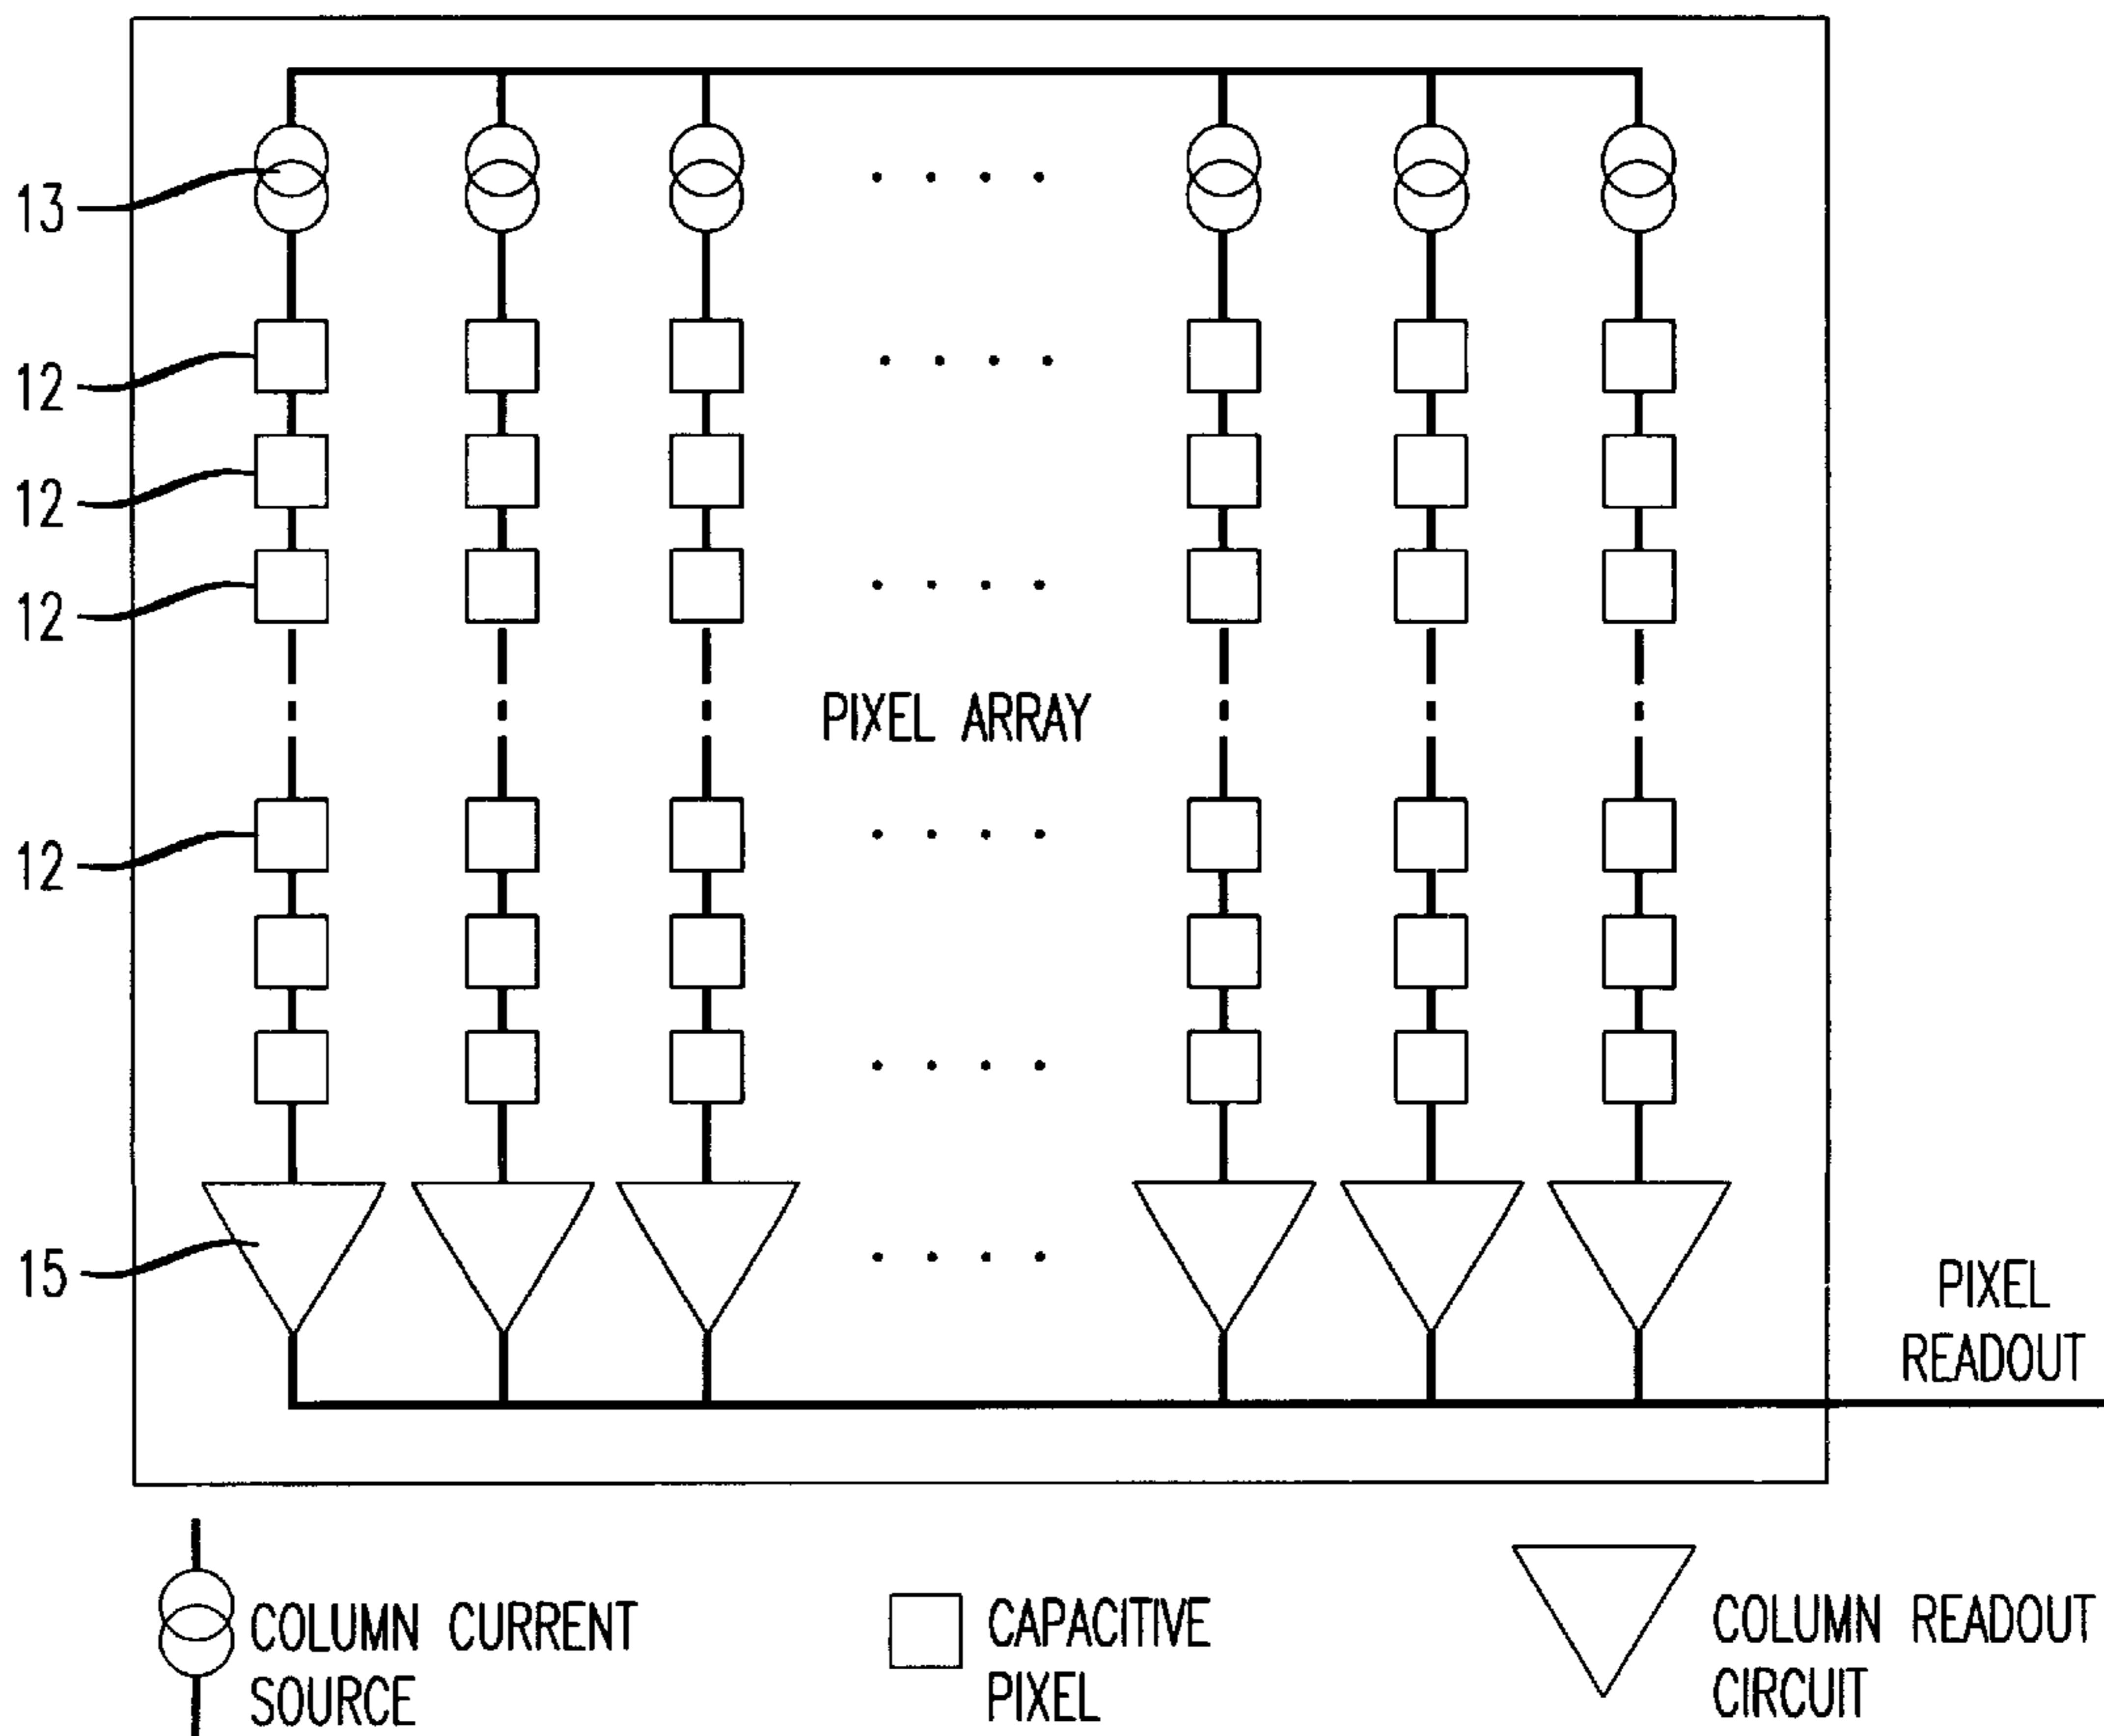 13
12
12
12
PIXEL ARRAY
12
15
PIXEL
READOUT
COLUMN CURRENT
SOURCE
CAPACITIVE
PIXEL
COLUMN READOUT
CIRCUIT